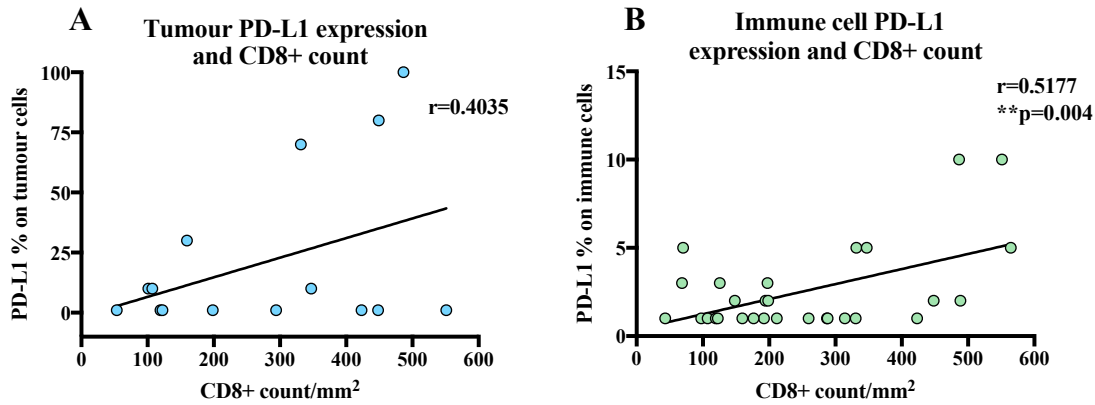 A
Tumour PD-L1 expression
and CD8+ count
PD-L1 % on tumour cells
100
75
50
25
0
r=0.4035
0 100 200 300 400 500 600
CD8+ count/mm²
B
Immune cell PD-L1
expression and CD8+ count
PD-L1 % on immune cells
15
10
5
0
r=0.5177
**p=0.004
0 100 200 300 400 500 600
CD8+ count/mm²